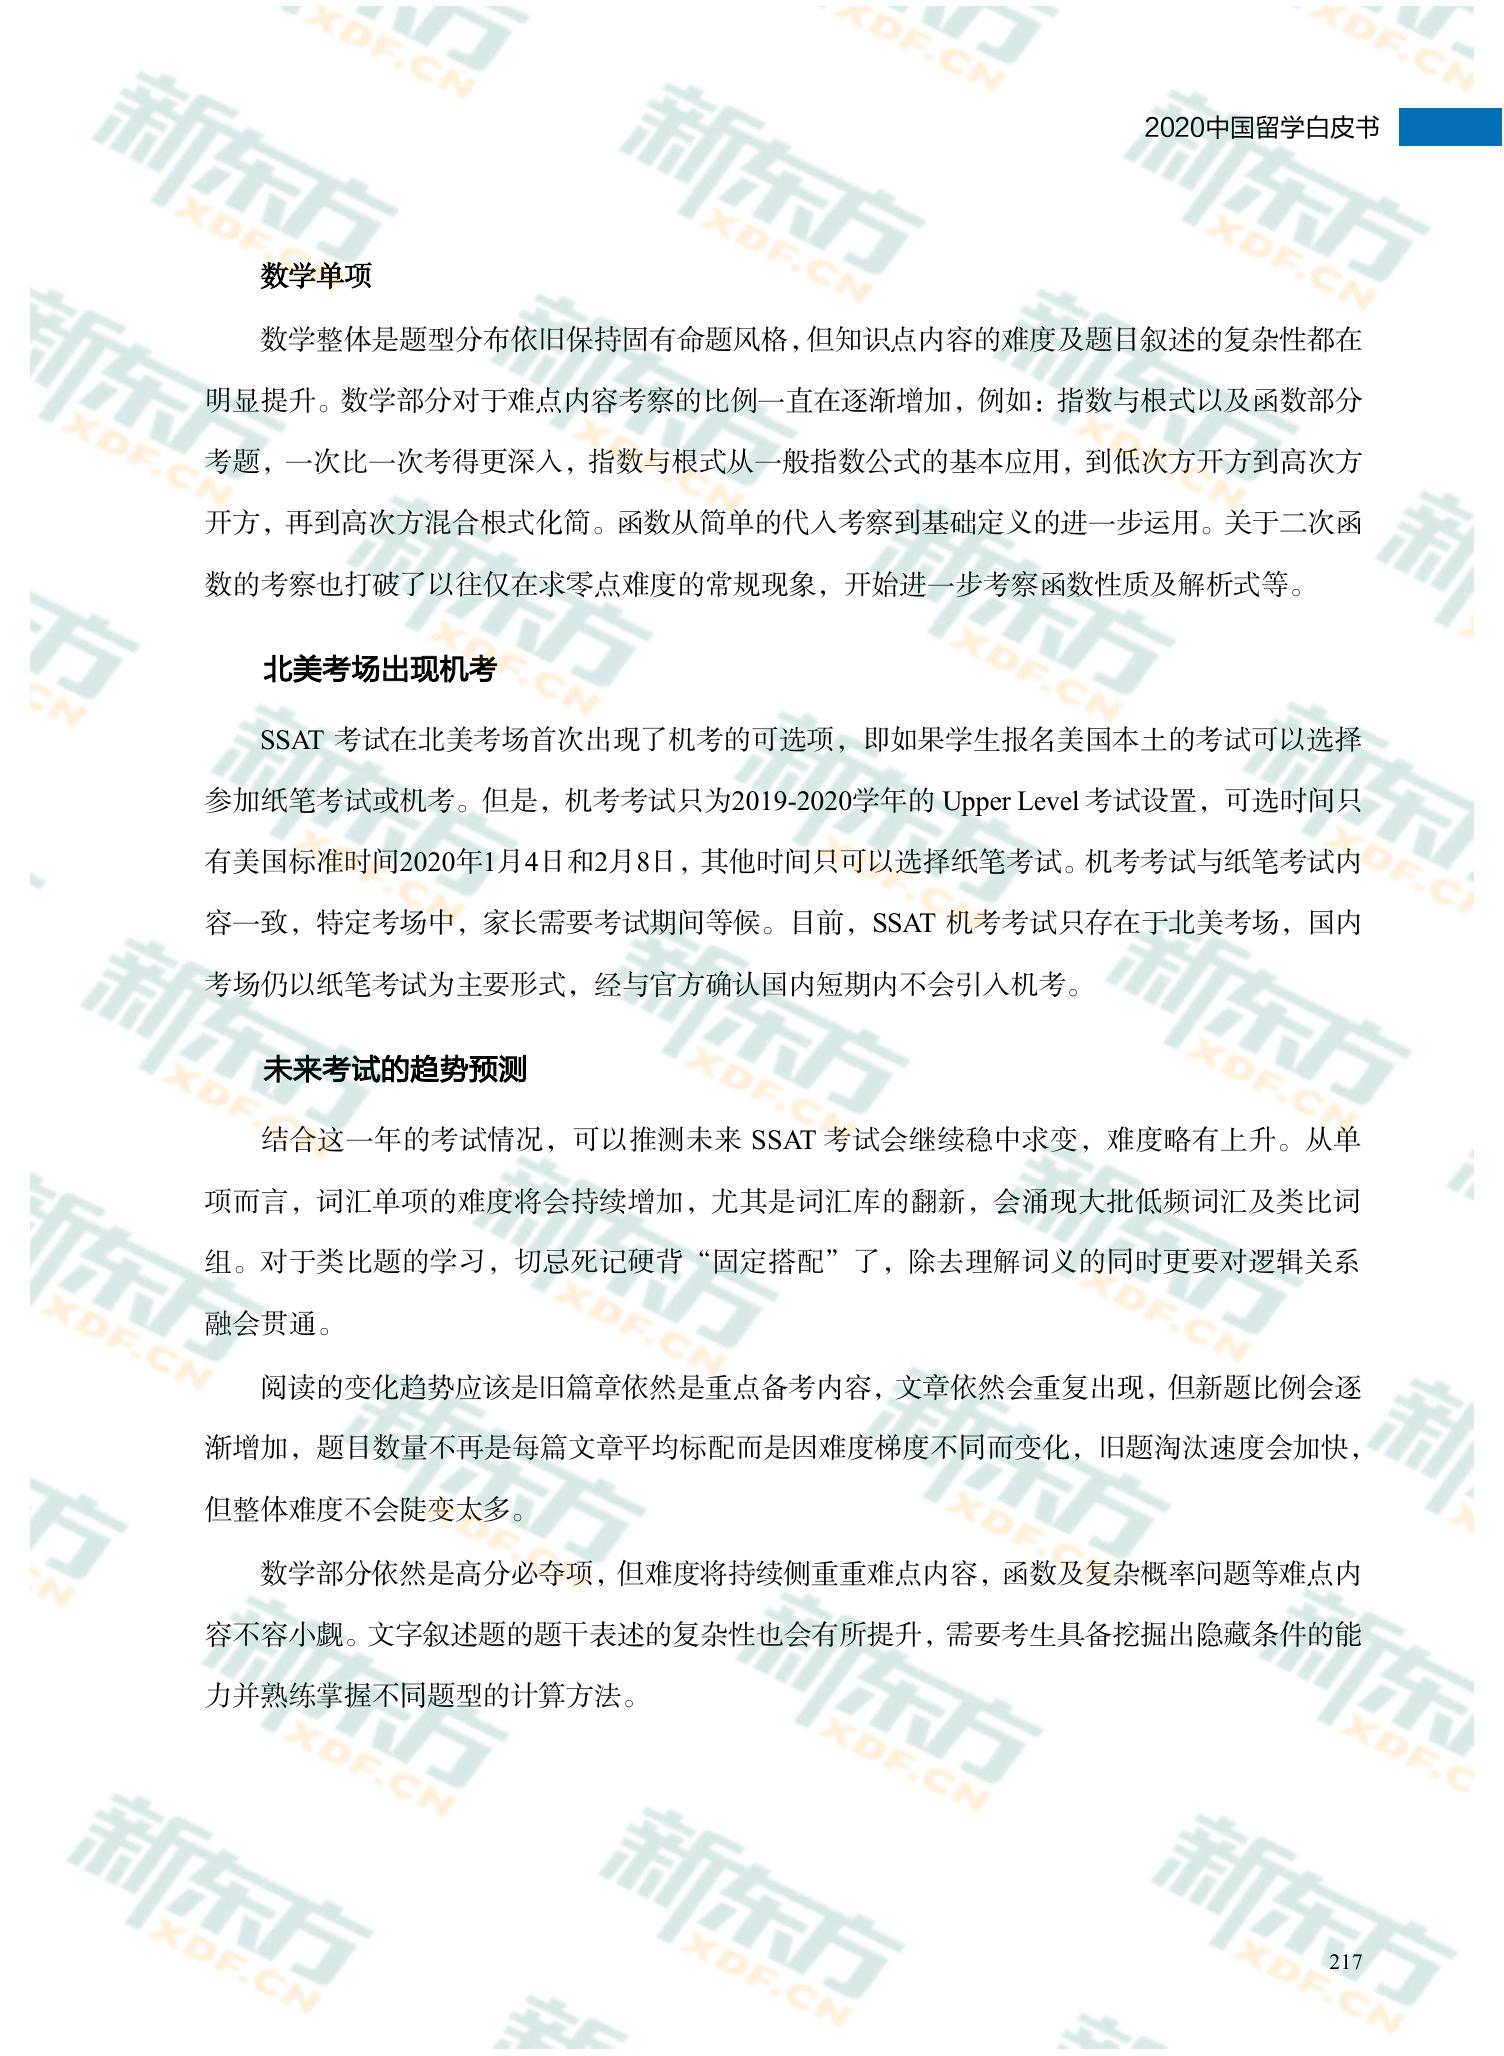 2020中国留学白皮书
数学单项
数学整体是题型分布依旧保持固有命题风格，但知识点内容的难度及题目叙述的复杂性都在
明显提升。数学部分对于难点内容考察的比例一直在逐渐增加，例如：指数与根式以及函数部分
考题，一次比一次考得更深入，指数与根式从一般指数公式的基本应用，到低次方开方到高次方
开方，再到高次方混合根式化简。函数从简单的代入考察到基础定义的进一步运用。关于二次函
数的考察也打破了以往仅在求零点难度的常规现象，开始进一步考察函数性质及解析式等。
北美考场出现机考
SSAT 考试在北美考场首次出现了机考的可选项，即如果学生报名美国本土的考试可以选择
参加纸笔考试或机考。但是，机考考试只为2019-2020学年的 Upper Level 考试设置，可选时间只
有美国标准时间2020年1月4日和2月8日，其他时间只可以选择纸笔考试。机考考试与纸笔考试内
容一致，特定考场中，家长需要考试期间等候。目前，SSAT 机考考试只存在于北美考场，国内
考场仍以纸笔考试为主要形式，经与官方确认国内短期内不会引入机考。
未来考试的趋势预测
结合这一年的考试情况，可以推测未来 SSAT 考试会继续稳中求变，难度略有上升。从单
项而言，词汇单项的难度将会持续增加，尤其是词汇库的翻新，会涌现大批低频词汇及类比词
组。对于类比题的学习，切忌死记硬背“固定搭配”了，除去理解词义的同时更要对逻辑关系
融会贯通。
阅读的变化趋势应该是旧篇章依然是重点备考内容，文章依然会重复出现，但新题比例会逐
渐增加，题目数量不再是每篇文章平均标配而是因难度梯度不同而变化，旧题淘汰速度会加快，
但整体难度不会陡变太多。
数学部分依然是高分必夺项，但难度将持续侧重重难点内容，函数及复杂概率问题等难点内
容不容小觑。文字叙述题的题干表述的复杂性也会有所提升，需要考生具备挖掘出隐藏条件的能
力并熟练掌握不同题型的计算方法。
217